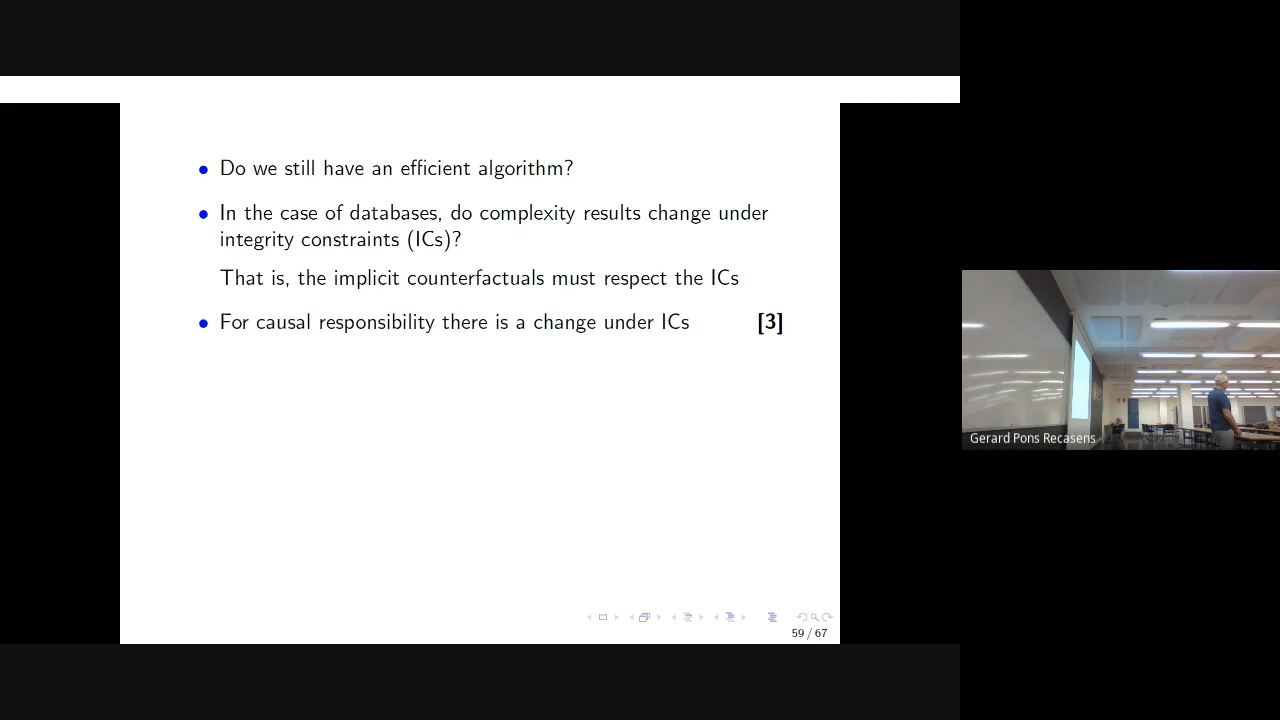 Do we still have an efficient algorithm?
In the case of databases, do complexity results change under
integrity constraints (ICs)?
That is, the implicit counterfactuals must respect the ICs
For causal responsibility there is a change under ICs [3]
59 / 67
Gerard Pons Recasens